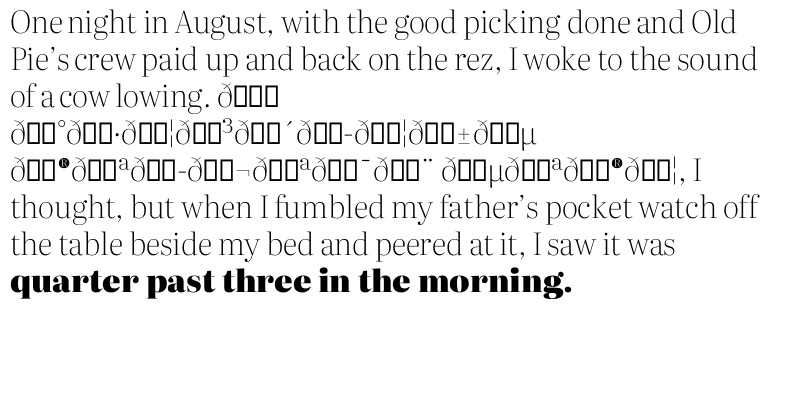 One night in August, with the good picking done and Old
Pie’s crew paid up and back on the rez, I woke to the sound
of a cow lowing.
, I
thought, but when I fumbled my father’s pocket watch off
the table beside my bed and peered at it, I saw it was
quarter past three in the morning.